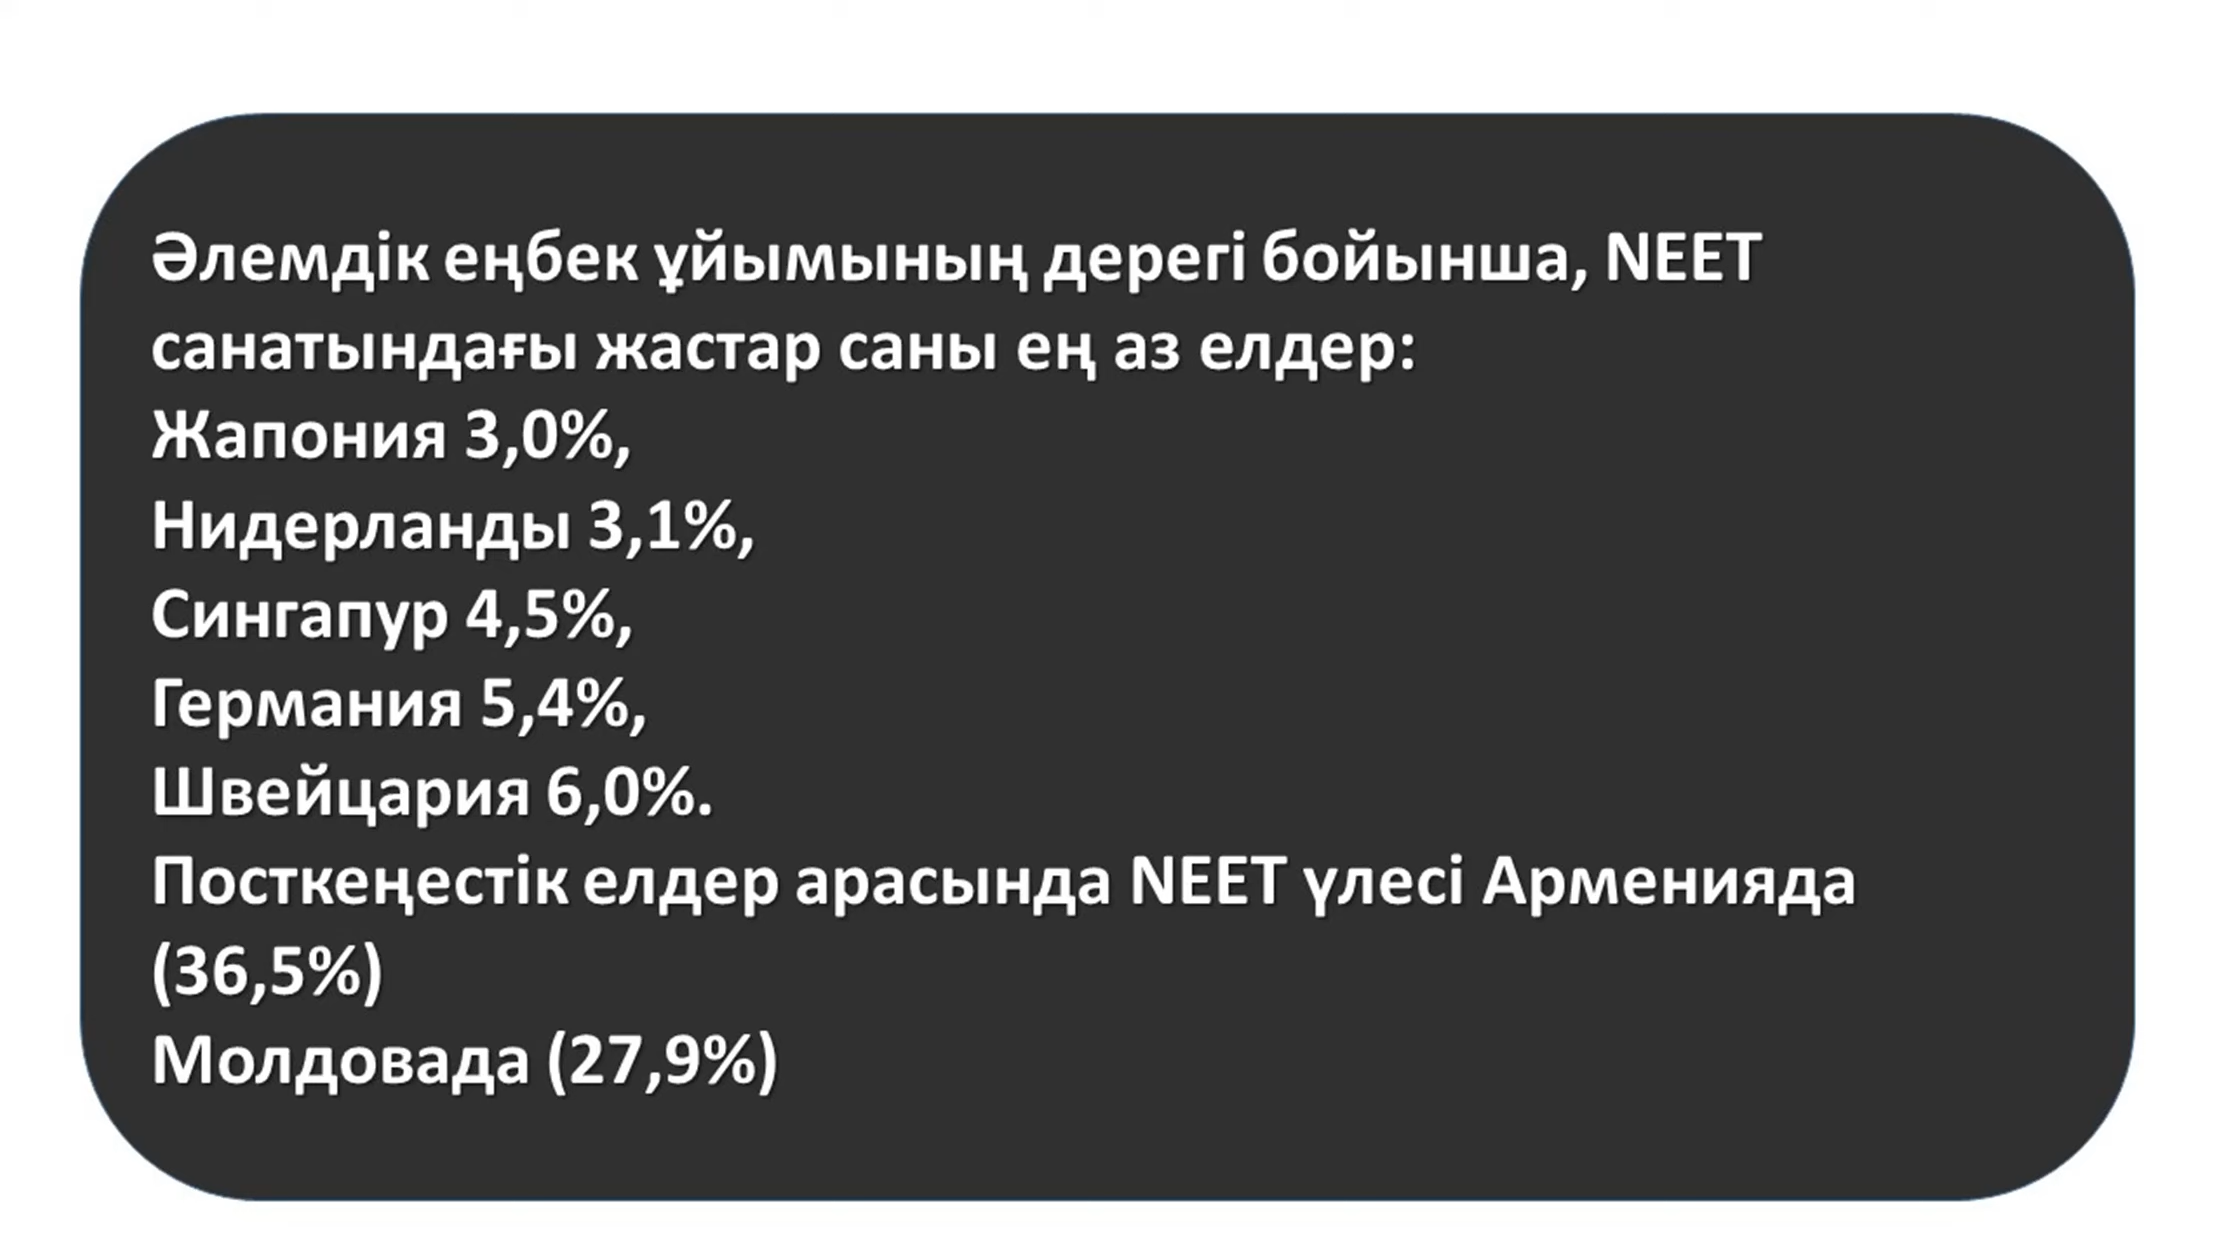 Әлемдік еңбек ұйымының дерегі бойынша, NEET
санатындағы жастар саны ең аз елдер:
Жапония 3,0%,
Нидерланды 3,1%,
Сингапур 4,5%,
Германия 5,4%,
Швейцария 6,0%.
Посткеңестік елдер арасында NEET үлесі Арменияда
(36,5%)
Молдовада (27,9%)